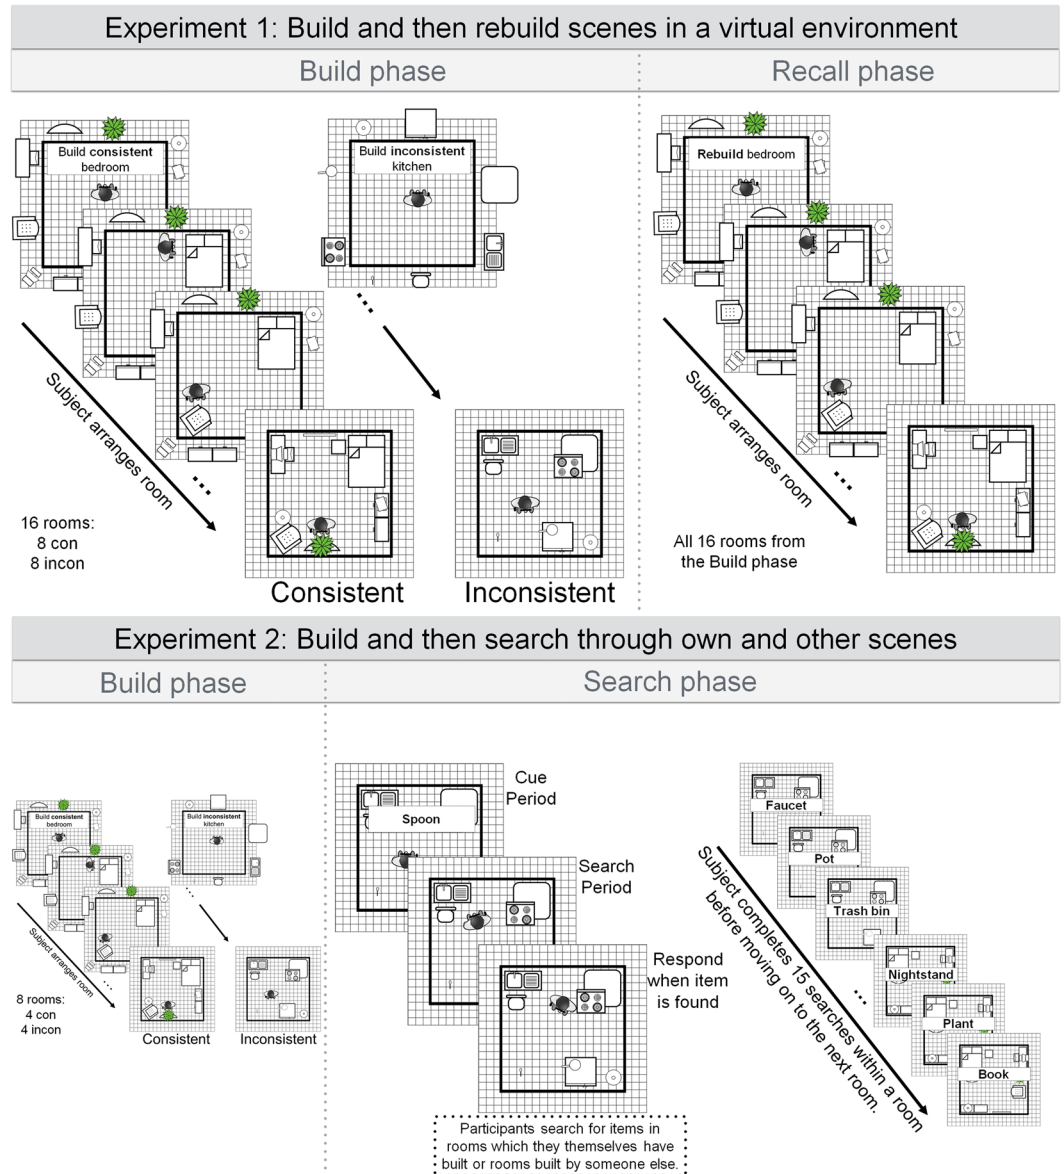 Experiment 1: Build and then rebuild scenes in a virtual environment
Build phase
Recall phase
Build consistent
bedroom
Build inconsistent
kitchen
Rebuild bedroom
Subject arranges room
Subject arranges room
16 rooms:
8 con
8 incon
All 16 rooms from
the Build phase
Consistent
Inconsistent
Experiment 2: Build and then search through own and other scenes
Build phase
Search phase
Build consistent
bedroom
Build inconsistent
kitchen
Subject arranges room
8 rooms:
4 con
4 incon
Consistent
Inconsistent
Spoon
Cue
Period
Search
Period
Respond
when item
is found
Participants search for items in
rooms which they themselves have
built or rooms built by someone else.
Faucet
Pot
Trash bin
Nightstand
Plant
Book
Subject completes 15 searches within a room
before moving on to the next room.